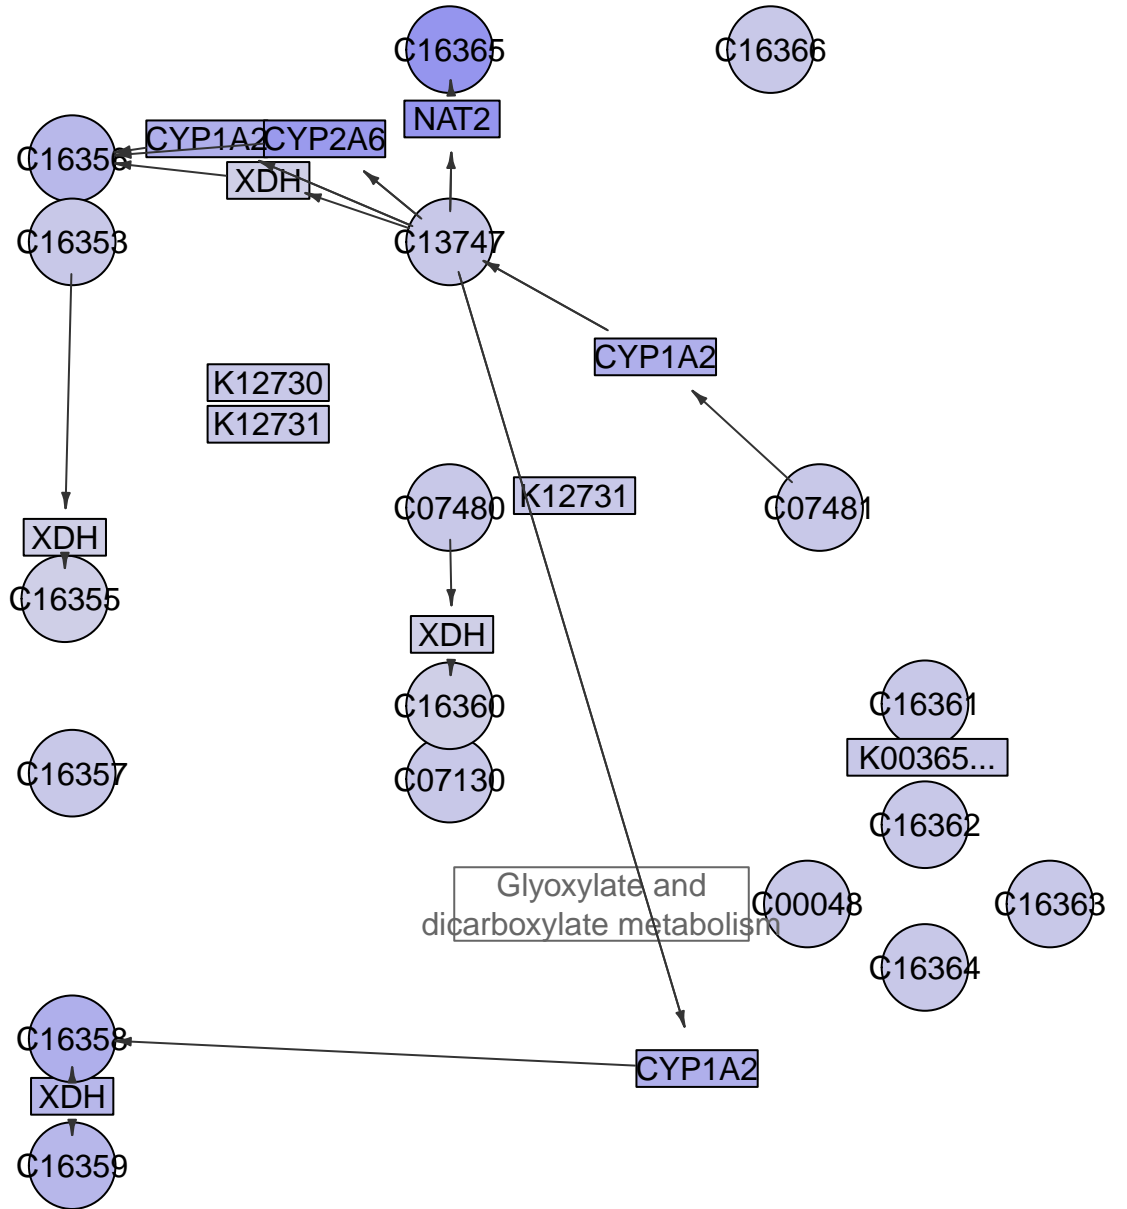 C16365
C16366
NAT2
CYP1A2
CYP2A6
C16356
XDH
C16353
C13747
CYP1A2
K12730
K12731
K12731
C07480
C07481
XDH
C16355
XDH
C16360
C16361
K00365...
C16357
C07130
C16362
Glyoxylate and
dicarboxylate metabolism
C00048
C16363
C16364
C16358
CYP1A2
XDH
C16359